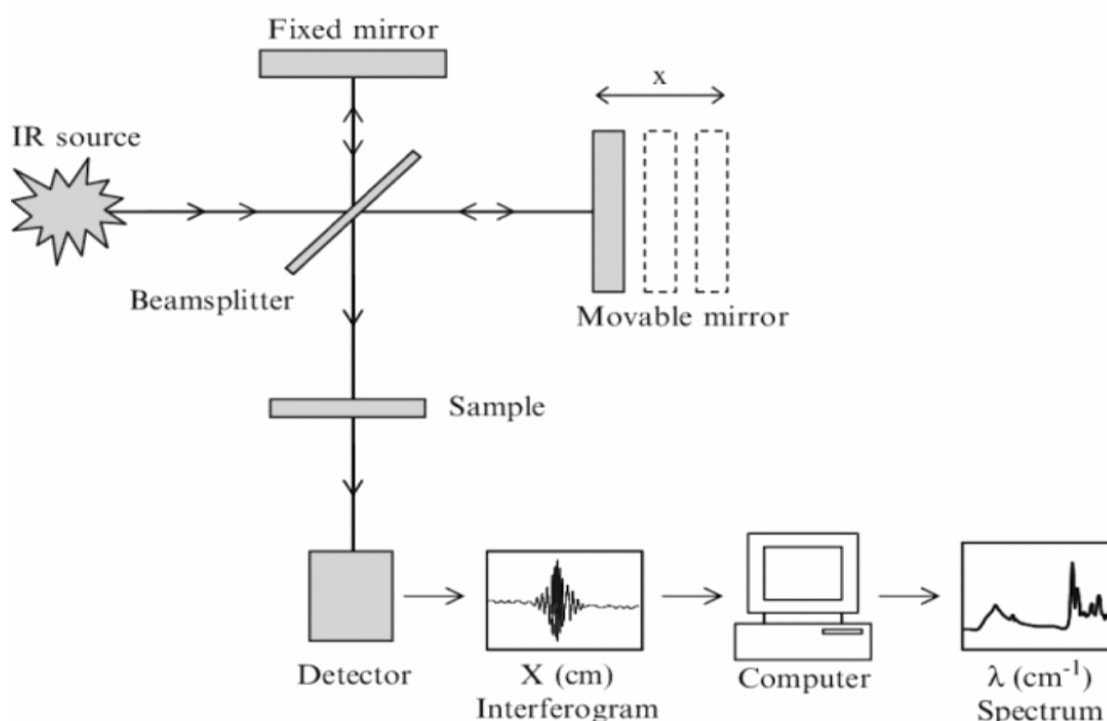 Fixed mirror
x
IR source
Beamsplitter
Movable mirror
Sample
Detector
X (cm)
Interferogram
Computer
λ (cm⁻¹)
Spectrum